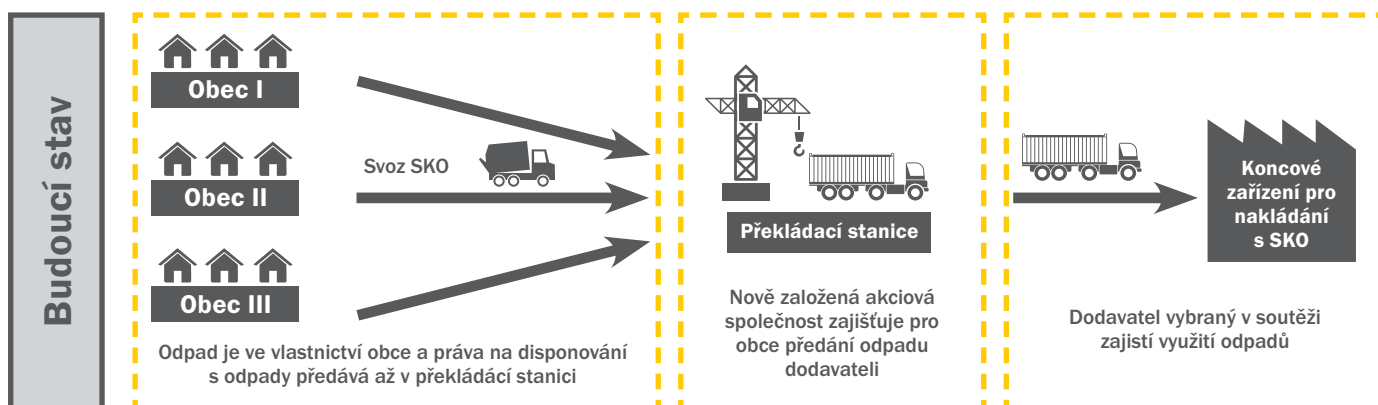 Budoucí stav
Obec I
Obec II
Obec III
Svoz SKO
Odpad je ve vlastnictví obce a práva na disponování
s odpady předává až v překládácí stanici
Překládací stanice
Nově založená akciová
společnost zajišťuje pro
obce předání odpadu
dodavateli
Koncové
zařízení pro
nakládání
s SKO
Dodavatel vybraný v soutěži
zajistí využití odpadů